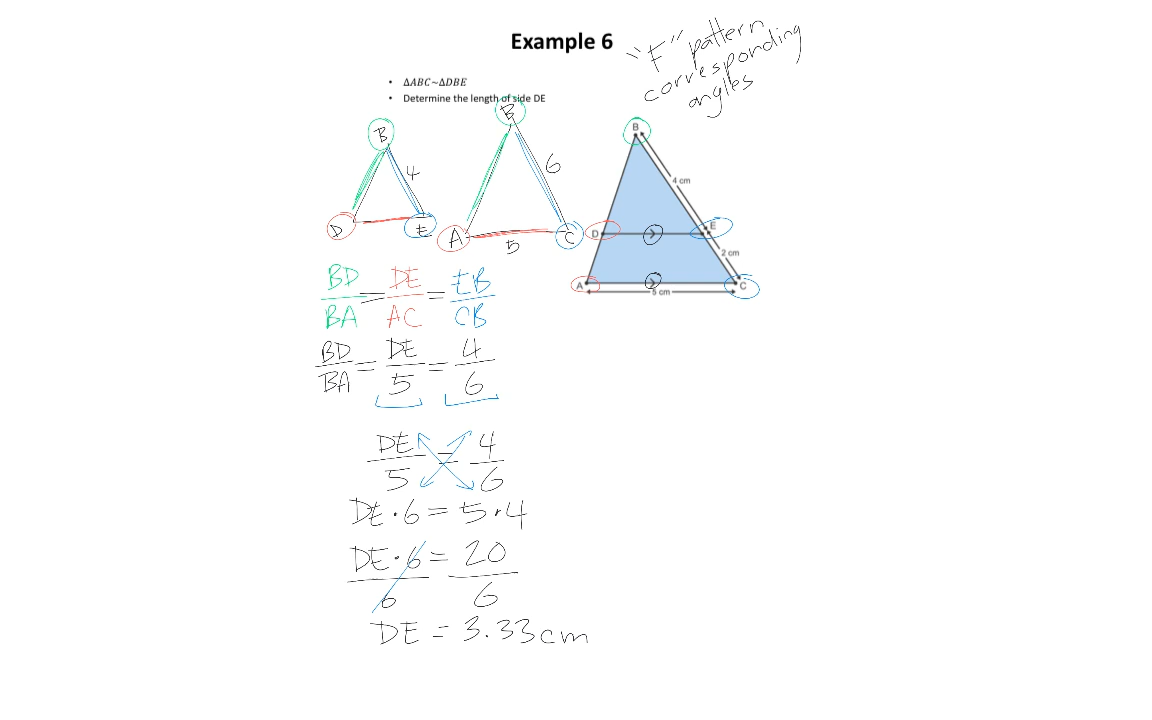 Example 6
"F" pattern
corresponding
angles
• ΔABC~ΔDBE
• Determine the length of side DE
B
4
D
E
B
6
A
5
C
B
4 cm
D
E
2 cm
A
C
5 cm
BD/BA = DE/AC = EB/CB
BD/BA = DE/5 = 4/6
DE/5 = 4/6
DE·6 = 5·4
DE·6/6 = 20/6
DE = 3.33cm